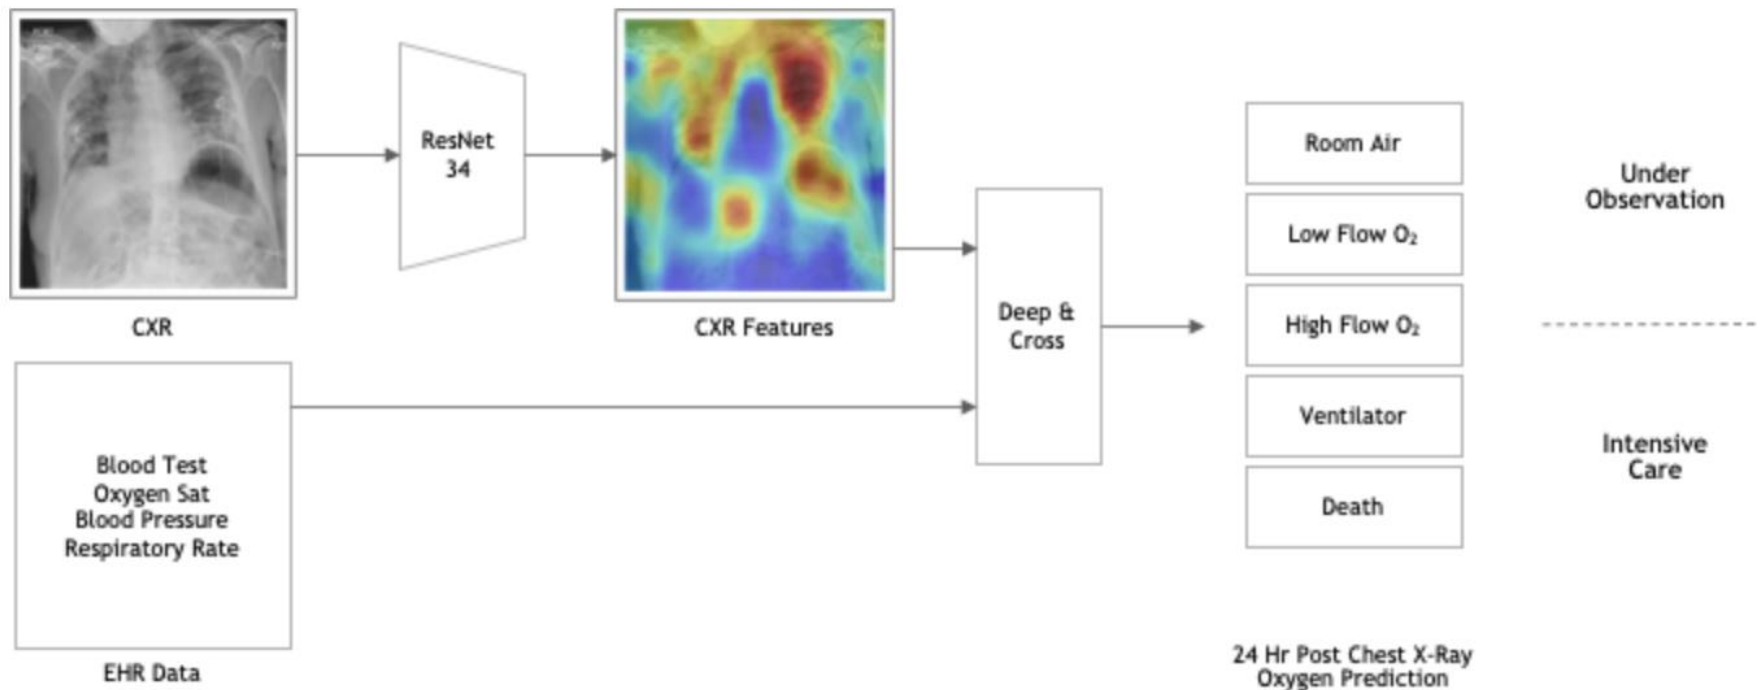 ResNet
34
CXR
CXR Features
Blood Test
Oxygen Sat
Blood Pressure
Respiratory Rate
EHR Data
Deep &
Cross
Room Air
Low Flow O₂
High Flow O₂
Ventilator
Death
24 Hr Post Chest X-Ray
Oxygen Prediction
Under
Observation
Intensive
Care